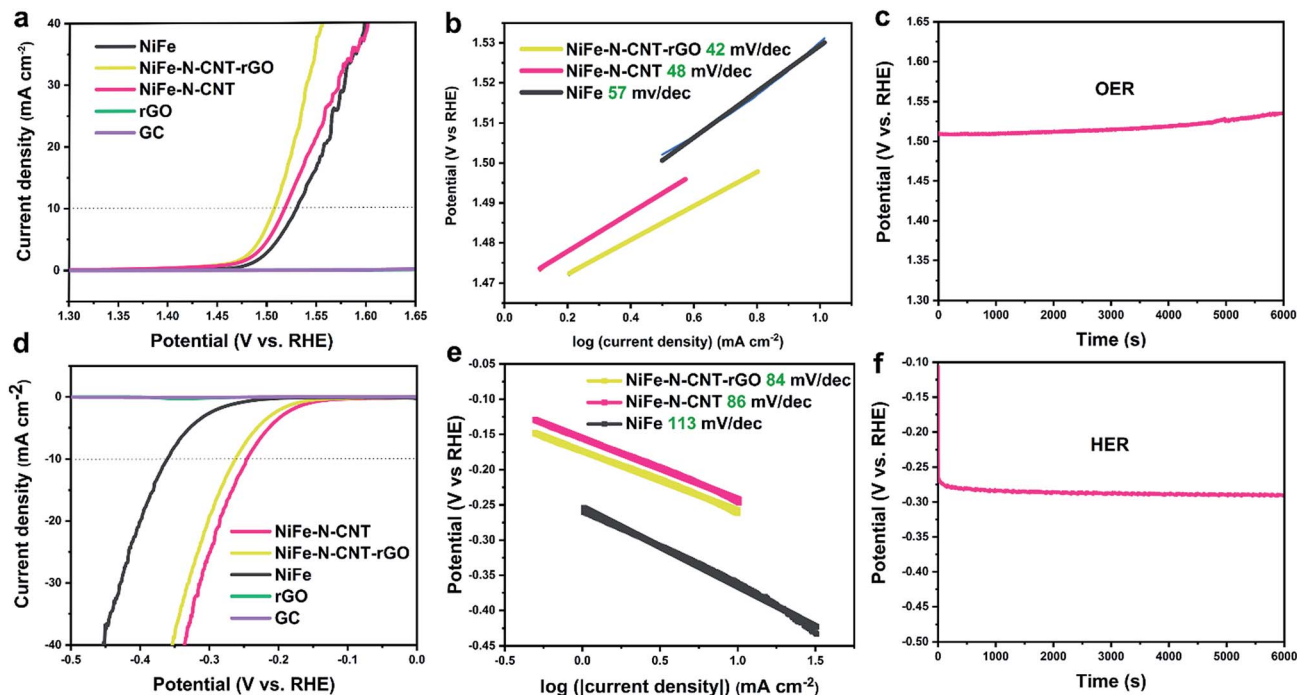 a
40
30
20
10
0
Current density (mA cm-2)
NiFe
NiFe-N-CNT-rGO
NiFe-N-CNT
rGO
GC
1.30 1.35 1.40 1.45 1.50 1.55 1.60 1.65
Potential (V vs. RHE)
b
1.53
1.52
1.51
1.50
1.49
1.48
1.47
Potential (V vs RHE)
NiFe-N-CNT-rGO 42 mV/dec
NiFe-N-CNT 48 mV/dec
NiFe 57 mv/dec
0.0 0.2 0.4 0.6 0.8 1.0
log (current density) (mA cm-2)
c
1.70
1.65
1.60
1.55
1.50
1.45
1.40
1.35
1.30
Potential (V vs. RHE)
OER
0 1000 2000 3000 4000 5000 6000
Time (s)
d
0
-10
-20
-30
-40
Current density (mA cm-2)
NiFe-N-CNT
NiFe-N-CNT-rGO
NiFe
rGO
GC
-0.5 -0.4 -0.3 -0.2 -0.1 0.0
Potential (V vs. RHE)
e
-0.05
-0.10
-0.15
-0.20
-0.25
-0.30
-0.35
-0.40
-0.45
Potential (V vs RHE)
NiFe-N-CNT-rGO 84 mV/dec
NiFe-N-CNT 86 mV/dec
NiFe 113 mV/dec
0.0 0.5 1.0 1.5
log (|current density|) (mA cm-2)
f
-0.10
-0.15
-0.20
-0.25
-0.30
-0.35
-0.40
-0.45
-0.50
Potential (V vs. RHE)
HER
0 1000 2000 3000 4000 5000 6000
Time (s)